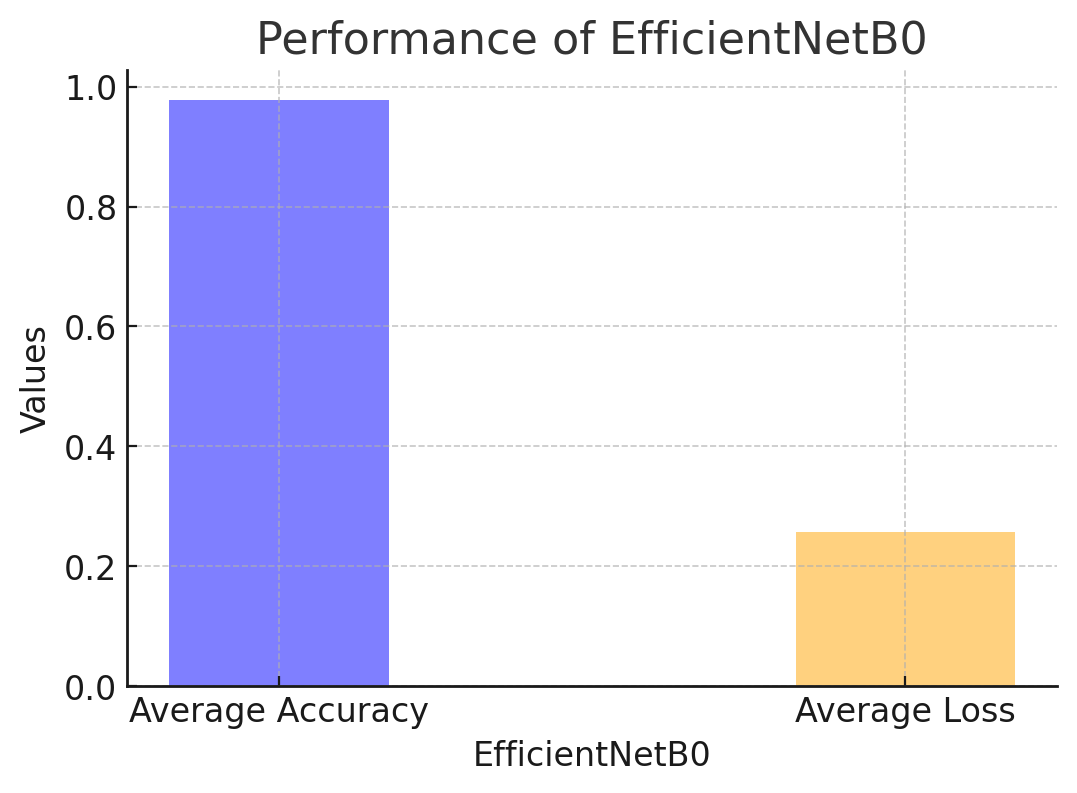 Performance of EfficientNetB0
1.0
0.8
0.6
0.4
0.2
0.0
Values
Average Accuracy
Average Loss
EfficientNetB0